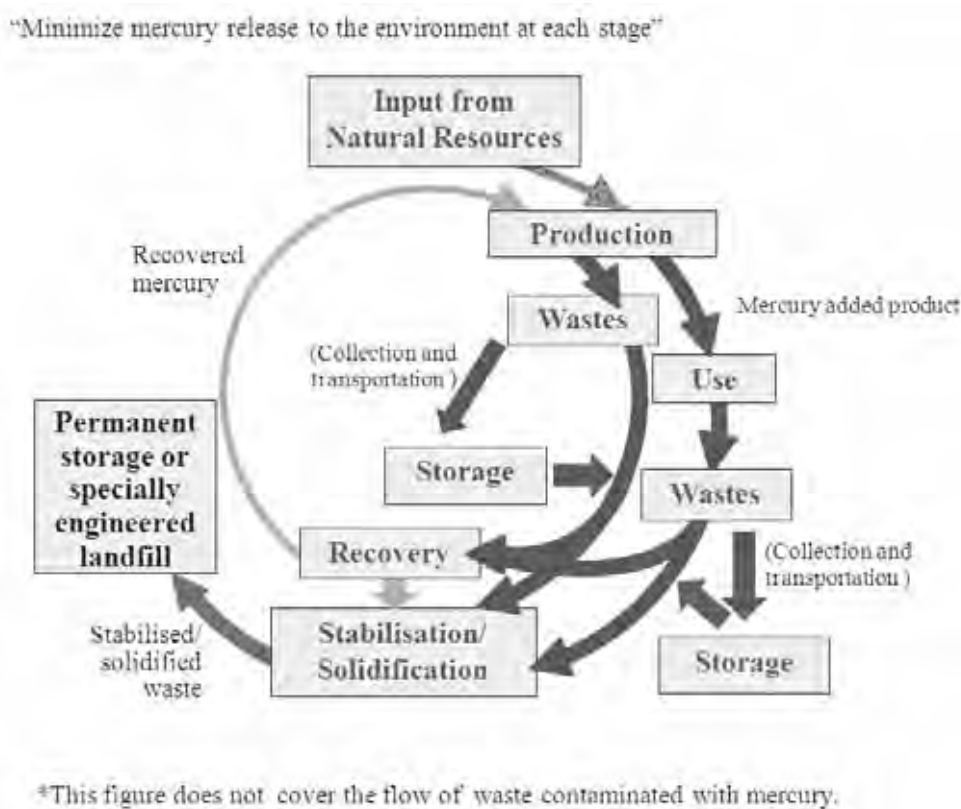 “Minimize mercury release to the environment at each stage”
Input from
Natural Resources
Production
Recovered
mercury
Wastes
Mercury added product
(Collection and
transportation )
Use
Permanent
storage or
specially
engineered
landfill
Storage
Wastes
Recovery
(Collection and
transportation )
Stabilisation/
Solidification
Stabilised/
solidified
waste
Storage
*This figure does not cover the flow of waste contaminated with mercury.